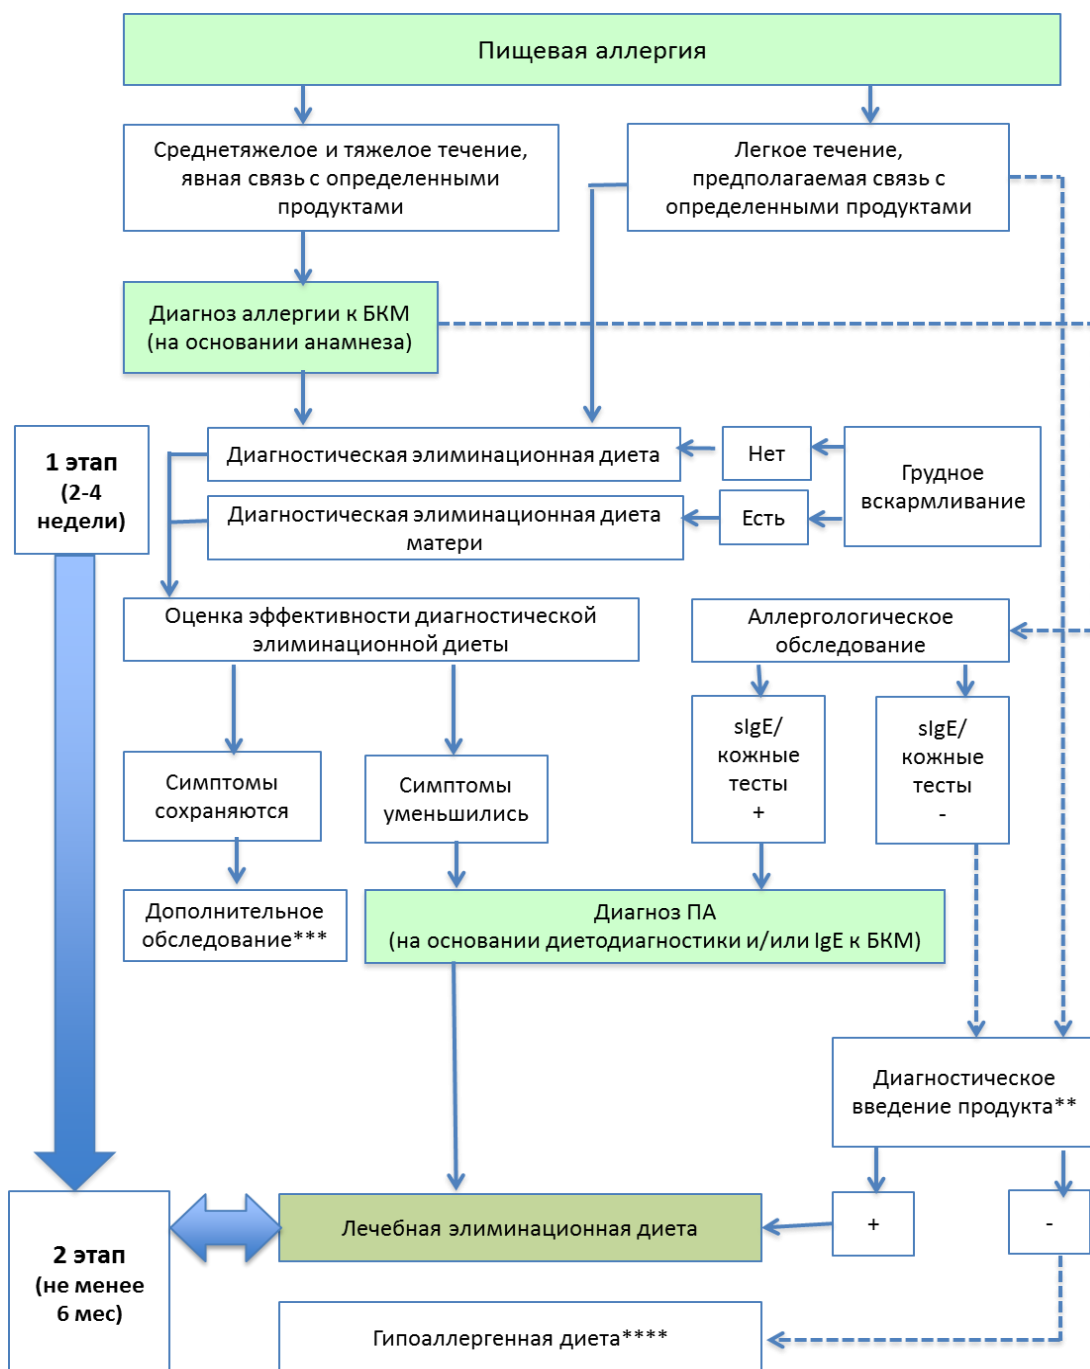 Пищевая аллергия
Среднетяжелое и тяжелое течение,
явная связь с определенными
продуктами
Легкое течение,
предполагаемая связь с
определенными продуктами
Диагноз аллергии к БКМ
(на основании анамнеза)
1 этап
(2-4
недели)
Диагностическая элиминационная диета
Нет
Грудное
вскармливание
Диагностическая элиминационная диета
матери
Есть
Оценка эффективности диагностической
элиминационной диеты
Аллергологическое
обследование
Симптомы
сохраняются
Симптомы
уменьшились
sIgE/
кожные
тесты
+
sIgE/
кожные
тесты
-
Дополнительное
обследование***
Диагноз ПА
(на основании диетодиагностики и/или IgE к БКМ)
Диагностическое
введение продукта**
2 этап
(не менее
6 мес)
Лечебная элиминационная диета
+
-
Гипоаллергенная диета****